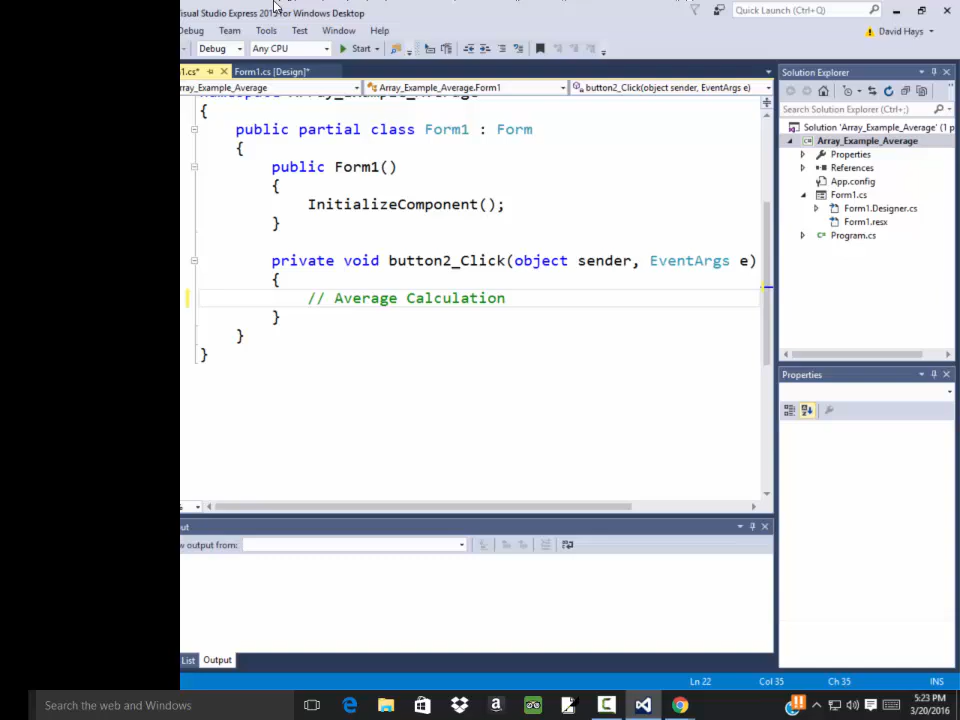 isual Studio Express 2015 for Windows Desktop
Quick Launch (Ctrl+Q)
Debug Team Tools Test Window Help
David Hays
Debug Any CPU Start
1.cs* Form1.cs [Design]*
rray_Example_Average Array_Example_Average.Form1 button2_Click(object sender, EventArgs e)
namespace Array_Example_Average
{
public partial class Form1 : Form
{
public Form1()
{
InitializeComponent();
}
private void button2_Click(object sender, EventArgs e)
{
// Average Calculation
}
}
}
Solution Explorer
Search Solution Explorer (Ctrl+;)
Solution 'Array_Example_Average' (1 p
Array_Example_Average
Properties
References
App.config
Form1.cs
Form1.Designer.cs
Form1.resx
Program.cs
Properties
ut
w output from:
List Output
Ln 22 Col 35 Ch 35 INS
Search the web and Windows
5:23 PM
3/20/2016